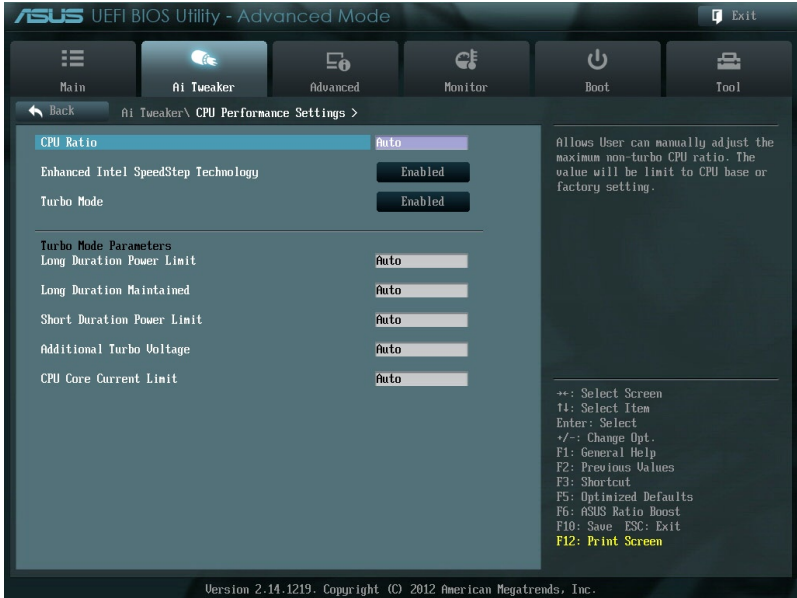 ASUS UEFI BIOS Utility - Advanced Mode
Exit
Main
Ai Tweaker
Advanced
Monitor
Boot
Tool
Back
Ai Tweaker\ CPU Performance Settings >
CPU Ratio Auto
Enhanced Intel SpeedStep Technology Enabled
Turbo Mode Enabled
Turbo Mode Parameters
Long Duration Power Limit Auto
Long Duration Maintained Auto
Short Duration Power Limit Auto
Additional Turbo Voltage Auto
CPU Core Current Limit Auto
Allows User can manually adjust the
maximum non-turbo CPU ratio. The
value will be limit to CPU base or
factory setting.
→←: Select Screen
↑↓: Select Item
Enter: Select
+/-: Change Opt.
F1: General Help
F2: Previous Values
F3: Shortcut
F5: Optimized Defaults
F6: ASUS Ratio Boost
F10: Save ESC: Exit
F12: Print Screen
Version 2.14.1219. Copyright (C) 2012 American Megatrends, Inc.